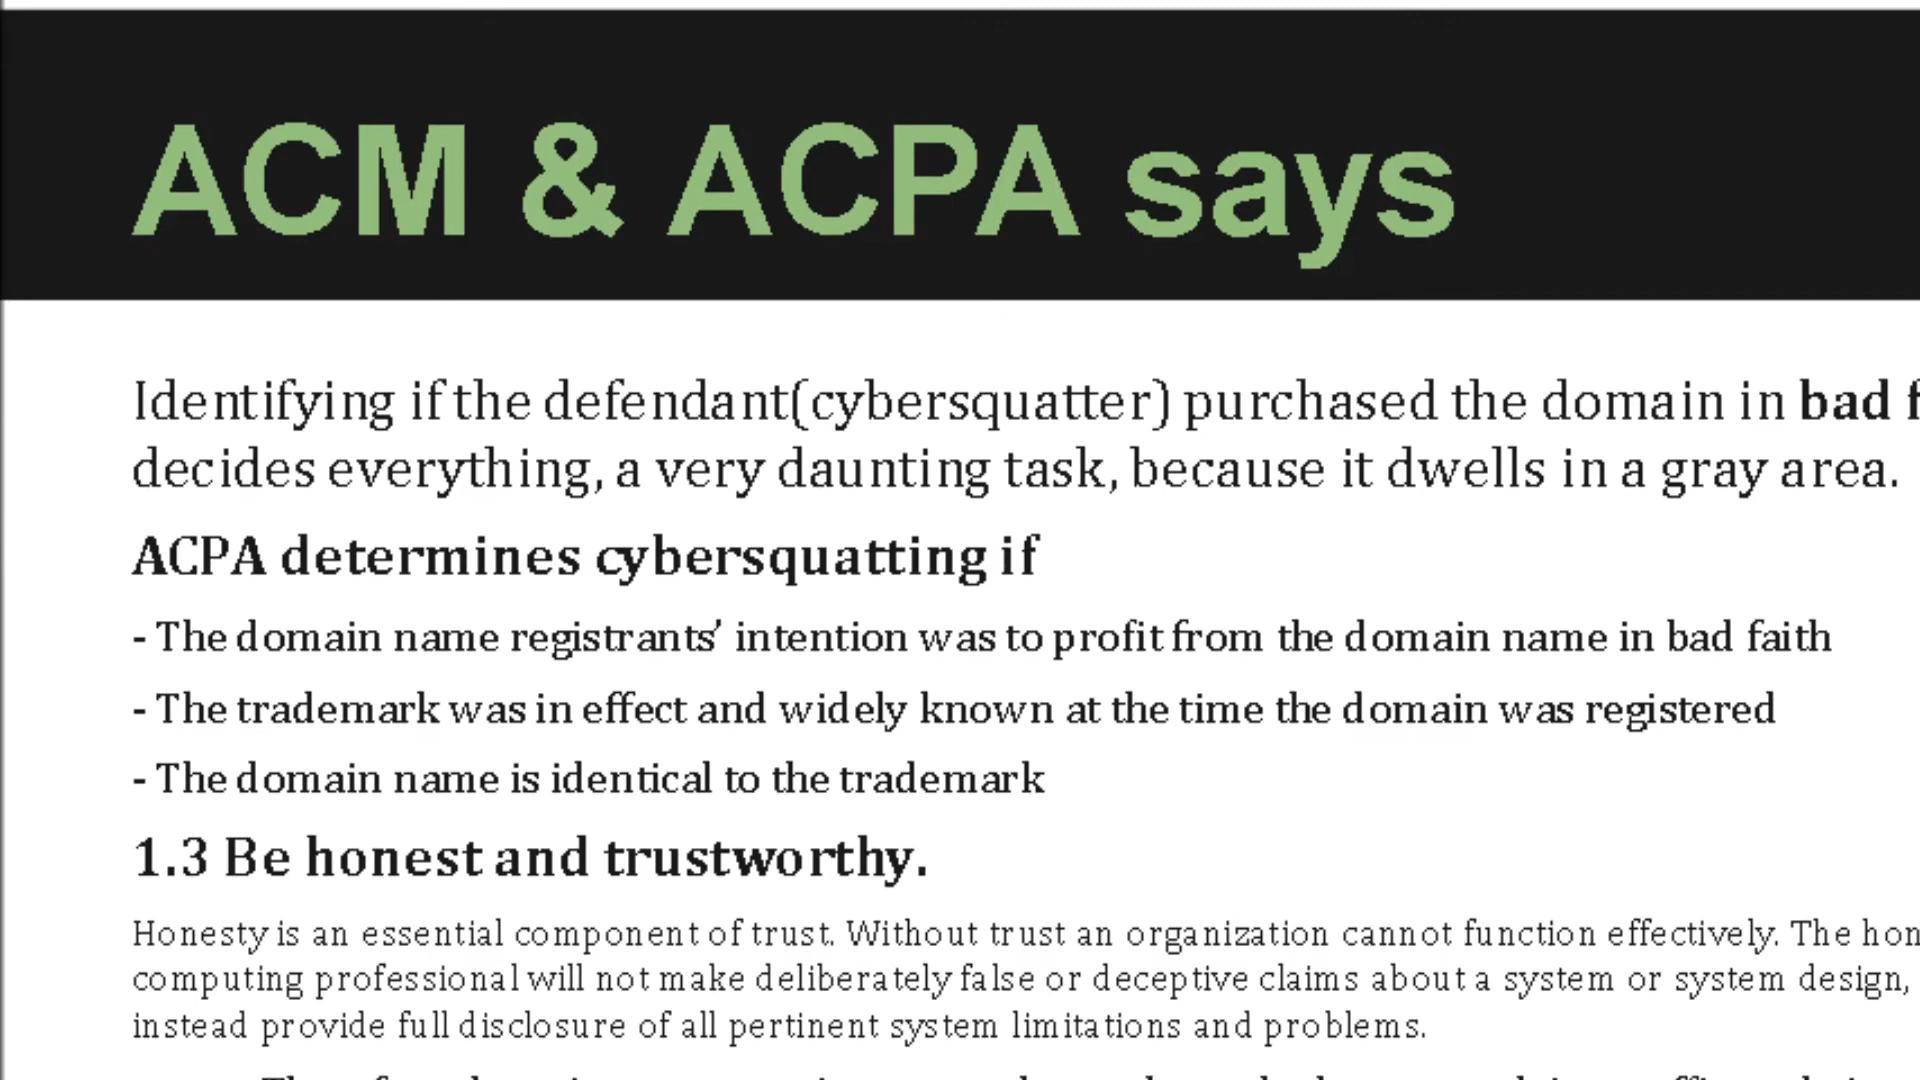 ACM & ACPA says
Identifying if the defendant(cybersquatter) purchased the domain in bad
decides everything, a very daunting task, because it dwells in a gray area.
ACPA determines cybersquatting if
- The domain name registrants’ intention was to profit from the domain name in bad faith
- The trademark was in effect and widely known at the time the domain was registered
- The domain name is identical to the trademark
1.3 Be honest and trustworthy.
Honesty is an essential component of trust. Without trust an organization cannot function effectively. The
computing professional will not make deliberately false or deceptive claims about a system or system design,
instead provide full disclosure of all pertinent system limitations and problems.